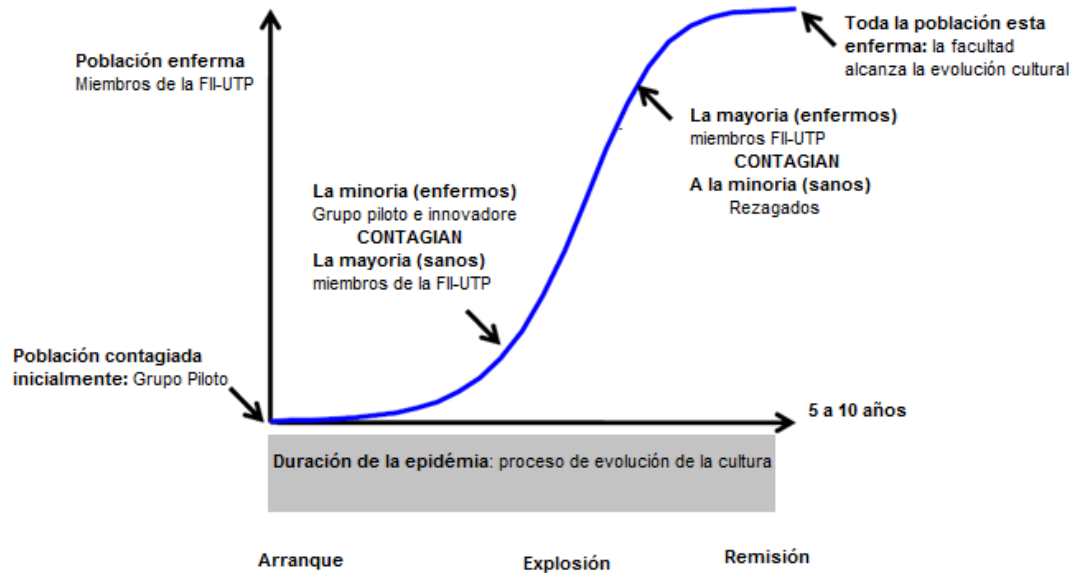 Población enferma
Miembros de la FII-UTP
Toda la población esta
enferma: la facultad
alcanza la evolución cultural
La mayoria (enfermos)
miembros FII-UTP
CONTAGIAN
A la minoria (sanos)
Rezagados
La minoria (enfermos)
Grupo piloto e innovadore
CONTAGIAN
La mayoria (sanos)
miembros de la FII-UTP
Población contagiada
inicialmente: Grupo Piloto
5 a 10 años
Duración de la epidémia: proceso de evolución de la cultura
Arranque
Explosión
Remisión